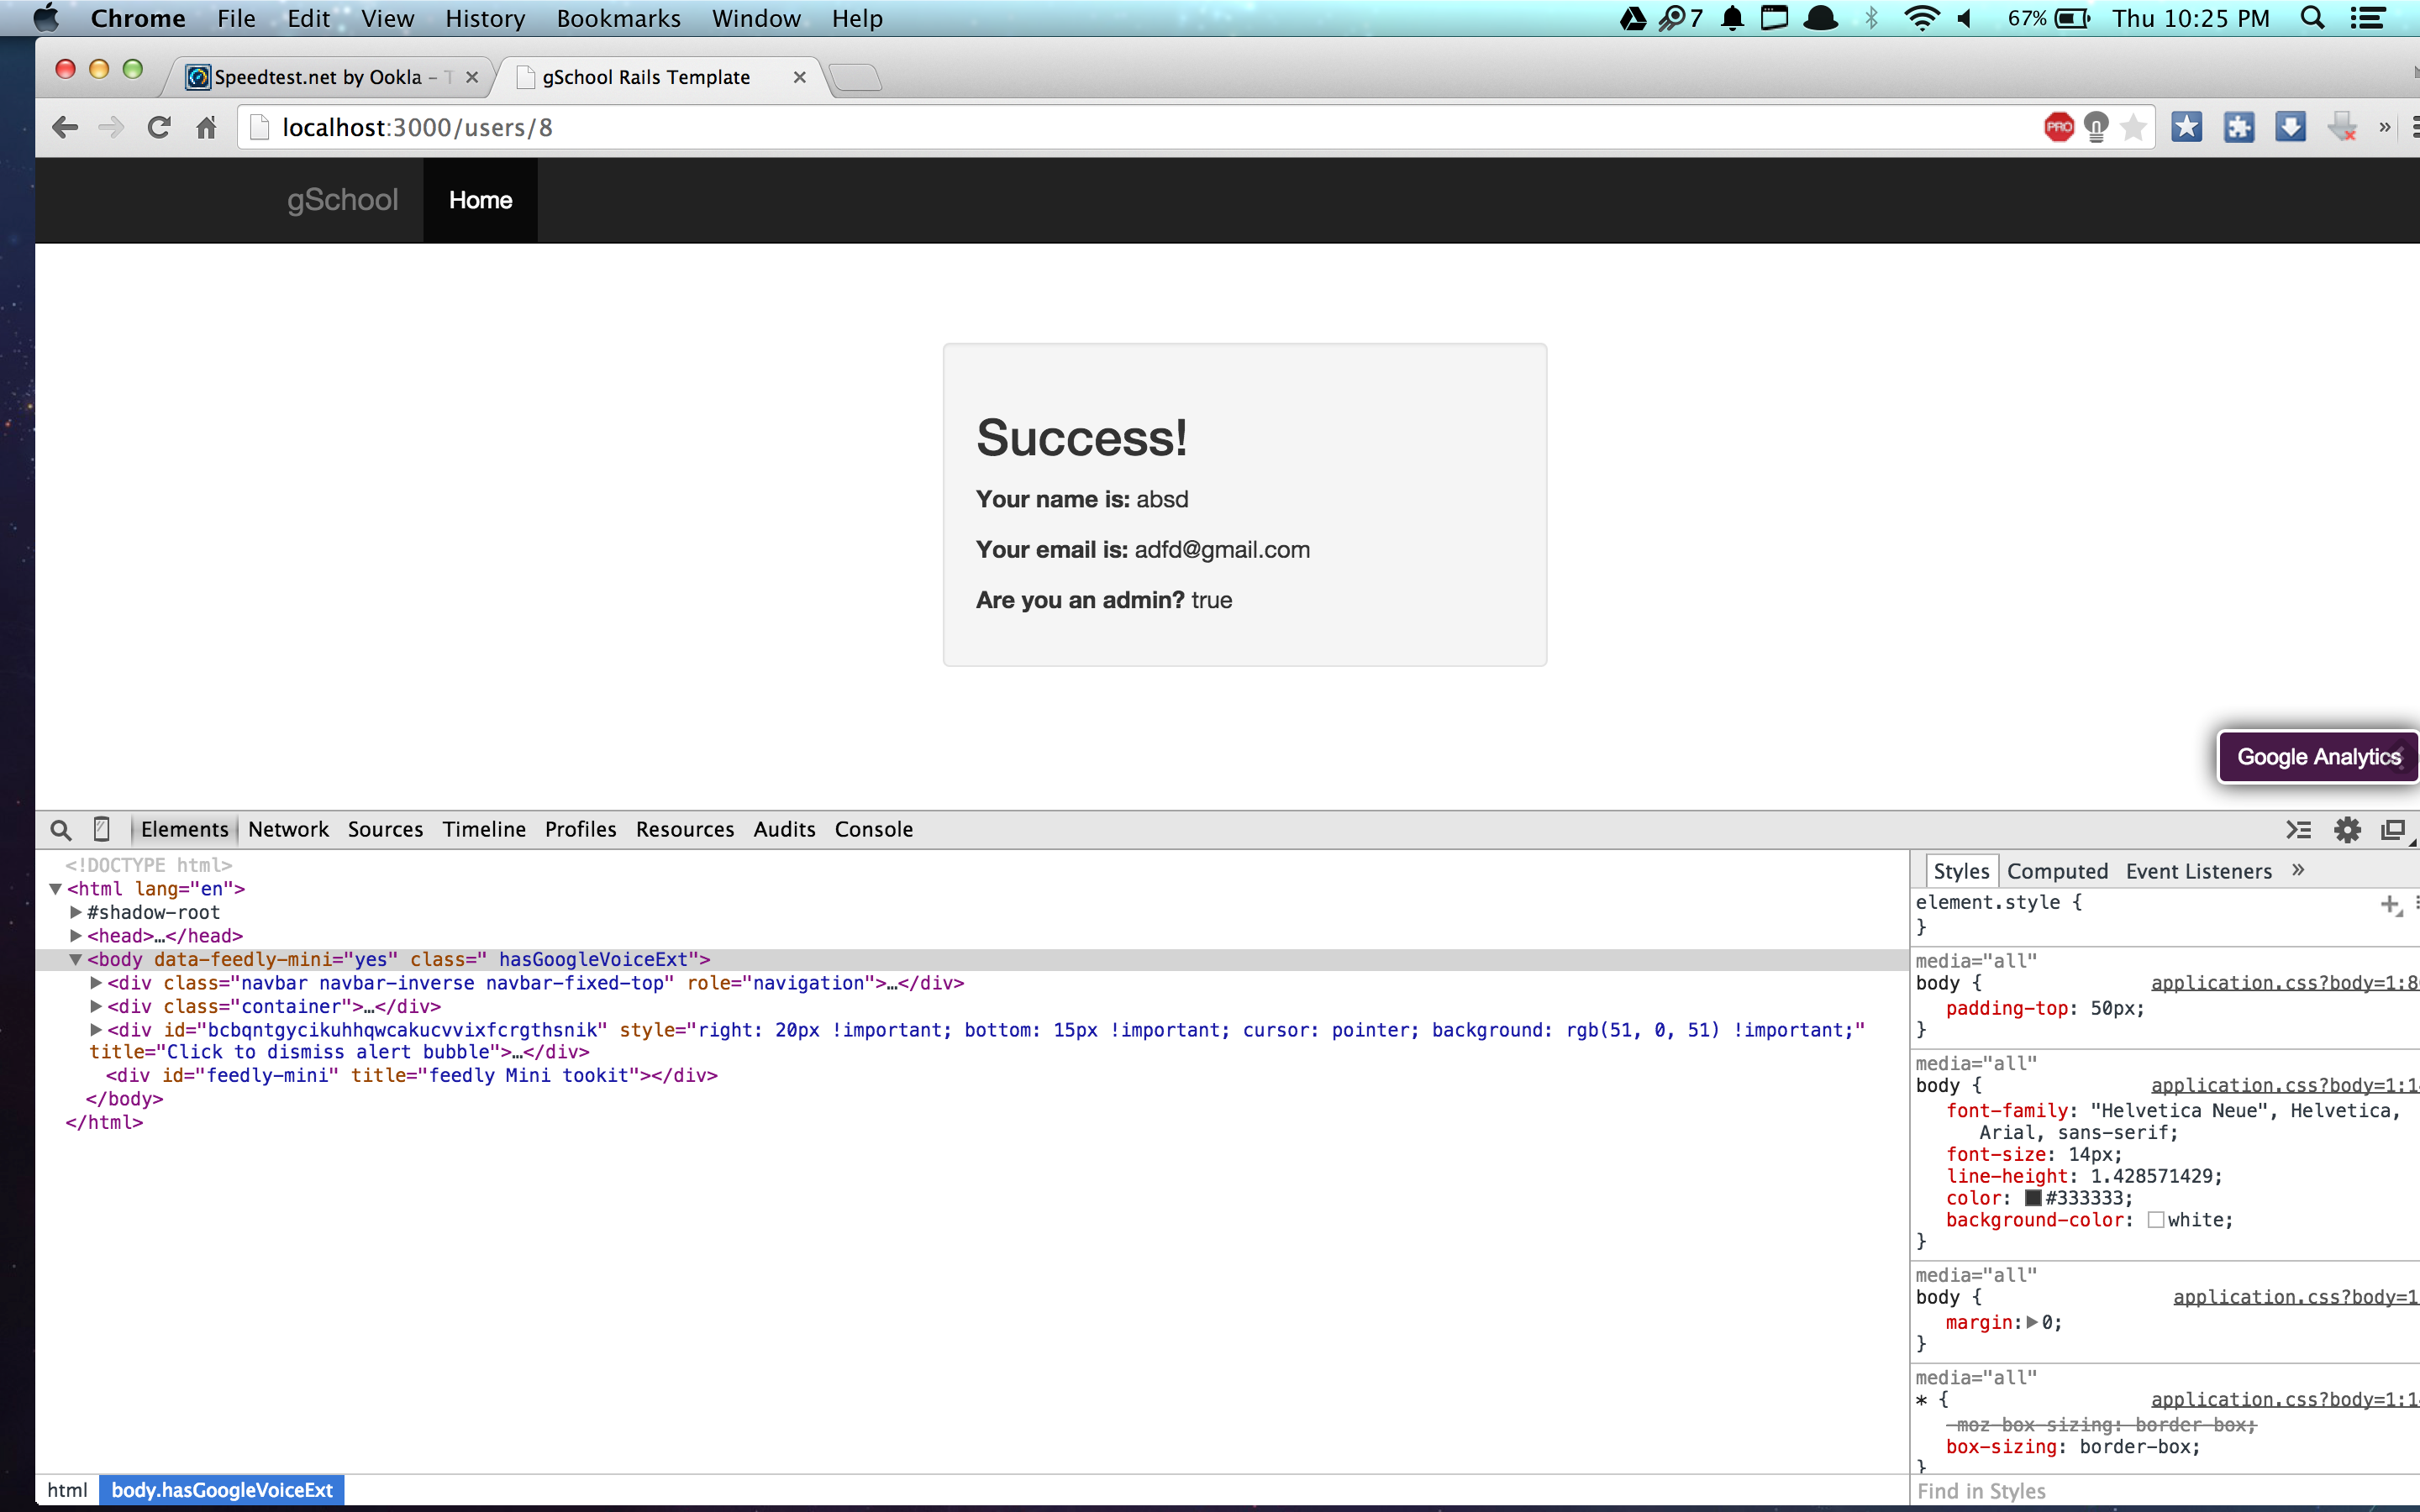 Chrome File Edit View History Bookmarks Window Help 7 67% Thu 10:25 PM
Speedtest.net by Ookla – T gSchool Rails Template
localhost:3000/users/8 PRO »
gSchool Home
Success!
Your name is: absd
Your email is: adfd@gmail.com
Are you an admin? true
Google Analytics
Elements Network Sources Timeline Profiles Resources Audits Console
<!DOCTYPE html>
<html lang="en">
#shadow-root
<head>…</head>
<body data-feedly-mini="yes" class=" hasGoogleVoiceExt">
<div class="navbar navbar-inverse navbar-fixed-top" role="navigation">…</div>
<div class="container">…</div>
<div id="bcbqntgycikuhhqwcakucvvixfcrgthsnik" style="right: 20px !important; bottom: 15px !important; cursor: pointer; background: rgb(51, 0, 51) !important;"
title="Click to dismiss alert bubble">…</div>
<div id="feedly-mini" title="feedly Mini tookit"></div>
</body>
</html>
html body.hasGoogleVoiceExt
Styles Computed Event Listeners »
element.style {
}
media="all"
body { application.css?body=1:8
padding-top: 50px;
}
media="all"
body { application.css?body=1:1
font-family: "Helvetica Neue", Helvetica,
Arial, sans-serif;
font-size: 14px;
line-height: 1.428571429;
color: #333333;
background-color: white;
}
media="all"
body { application.css?body=1
margin: 0;
}
media="all"
* { application.css?body=1:1
-moz-box-sizing: border-box;
box-sizing: border-box;
}
Find in Styles